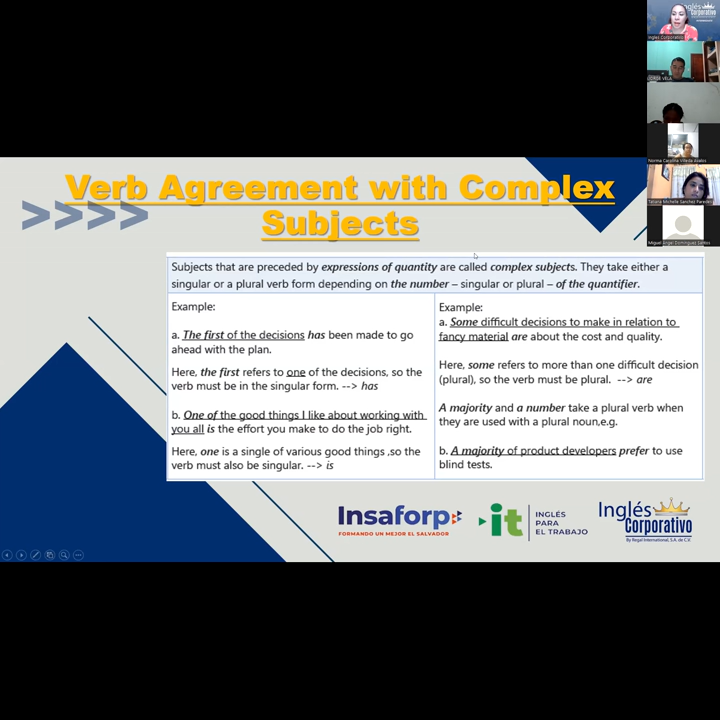 Verb Agreement with Complex
Subjects
>>>>
Subjects that are preceded by expressions of quantity are called complex subjects. They take either a
singular or a plural verb form depending on the number – singular or plural – of the quantifier.
Example:
a. The first of the decisions has been made to go
ahead with the plan.
Here, the first refers to one of the decisions, so the
verb must be in the singular form. --> has
b. One of the good things I like about working with
you all is the effort you make to do the job right.
Here, one is a single of various good things ,so the
verb must also be singular. --> is
Example:
a. Some difficult decisions to make in relation to
fancy material are about the cost and quality.
Here, some refers to more than one difficult decision
(plural), so the verb must be plural. --> are
A majority and a number take a plural verb when
they are used with a plural noun,e.g.
b. A majority of product developers prefer to use
blind tests.
Insaforp
FORMANDO UN MEJOR EL SALVADOR
it
INGLÉS
PARA
EL TRABAJO
Inglés
Corporativo
By Regal International, S.A. de C.V.
Inglés
Corporativo
Inglés Corporativo
JORGE VELA
Norma Carolina Villeda Avalos
Tatiana Michelle Sanchez Paredes
Miguel Angel Dominguez Santos